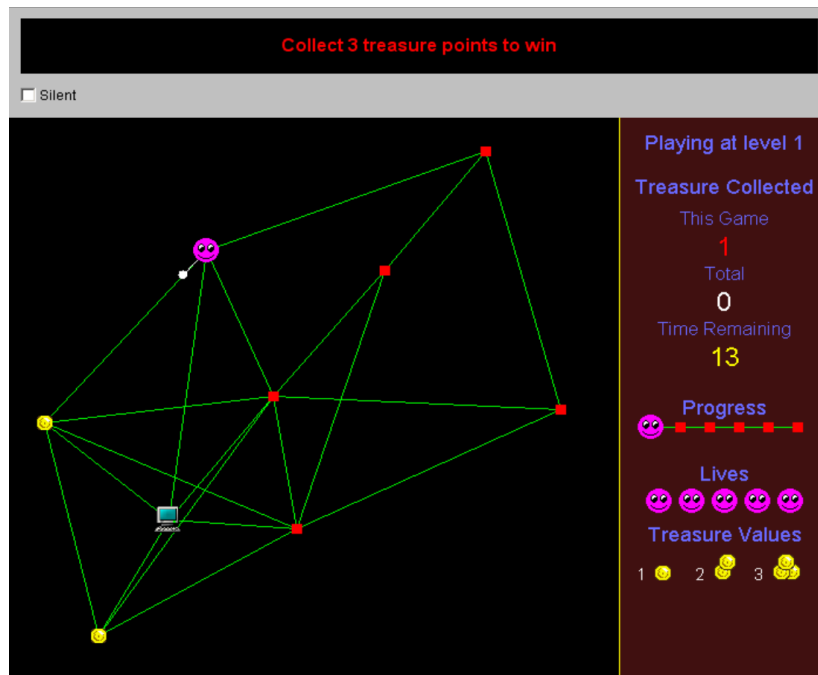 Collect 3 treasure points to win
Silent
Playing at level 1
Treasure Collected
This Game
1
Total
0
Time Remaining
13
Progress
Lives
Treasure Values
1 2 3